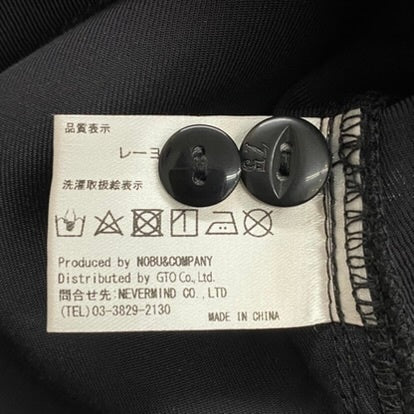 品質表示
レーヨ
75
洗濯取扱絵表示
Produced by NOBU&COMPANY
Distributed by GTO Co., Ltd.
問合せ先: NEVERMIND CO., LTD
(TEL) 03-3829-2130
MADE IN CHINA